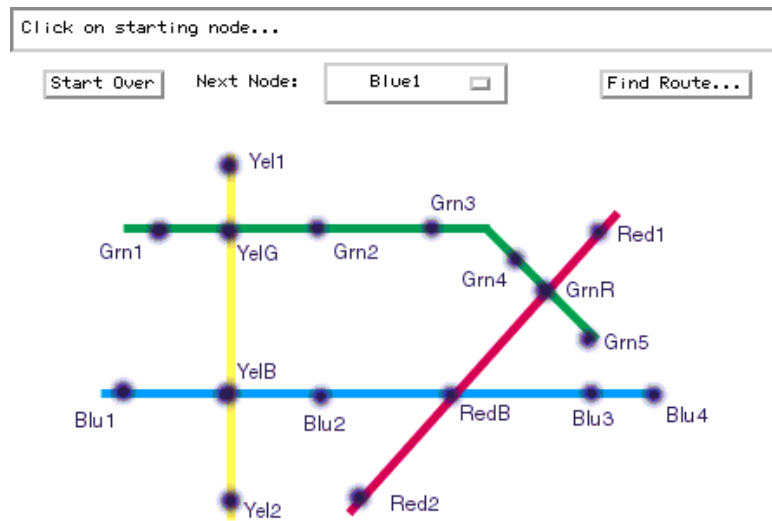 Click on starting node...
Start Over Next Node: Blue1 Find Route...
Yel1
Grn3
Red1
Grn1 YelG Grn2
Grn4 GrnR
Grn5
YelB
Blu1 Blu2 RedB Blu3 Blu4
Yel2 Red2